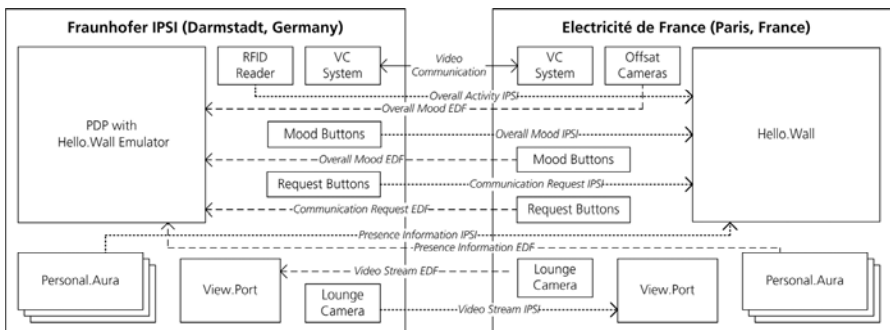 Fraunhofer IPSI (Darmstadt, Germany)
Electricité de France (Paris, France)
RFID
Reader
VC
System
Video
Communication
VC
System
Offsat
Cameras
Overall Activity IPSI
Overall Mood EDF
PDP with
Hello.Wall Emulator
Hello.Wall
Mood Buttons
Overall Mood IPSI
Overall Mood EDF
Mood Buttons
Request Buttons
Communication Request IPSI
Communication Request EDF
Request Buttons
Presence Information IPSI
Presence Information EDF
Personal.Aura
View.Port
Video Stream EDF
Lounge
Camera
View.Port
Personal.Aura
Lounge
Camera
Video Stream IPSI